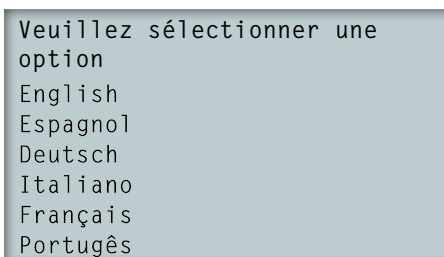 Veuillez sélectionner une
option
English
Espagnol
Deutsch
Italiano
Français
Portugês